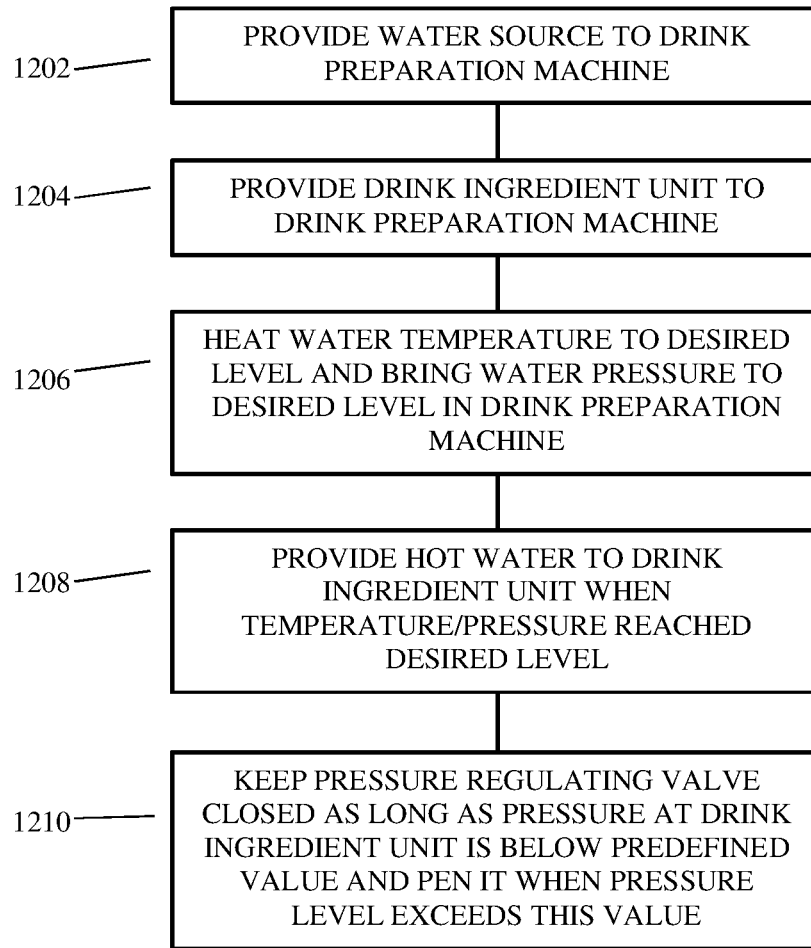 1202
PROVIDE WATER SOURCE TO DRINK
PREPARATION MACHINE
1204
PROVIDE DRINK INGREDIENT UNIT TO
DRINK PREPARATION MACHINE
1206
HEAT WATER TEMPERATURE TO DESIRED
LEVEL AND BRING WATER PRESSURE TO
DESIRED LEVEL IN DRINK PREPARATION
MACHINE
1208
PROVIDE HOT WATER TO DRINK
INGREDIENT UNIT WHEN
TEMPERATURE/PRESSURE REACHED
DESIRED LEVEL
1210
KEEP PRESSURE REGULATING VALVE
CLOSED AS LONG AS PRESSURE AT DRINK
INGREDIENT UNIT IS BELOW PREDEFINED
VALUE AND PEN IT WHEN PRESSURE
LEVEL EXCEEDS THIS VALUE